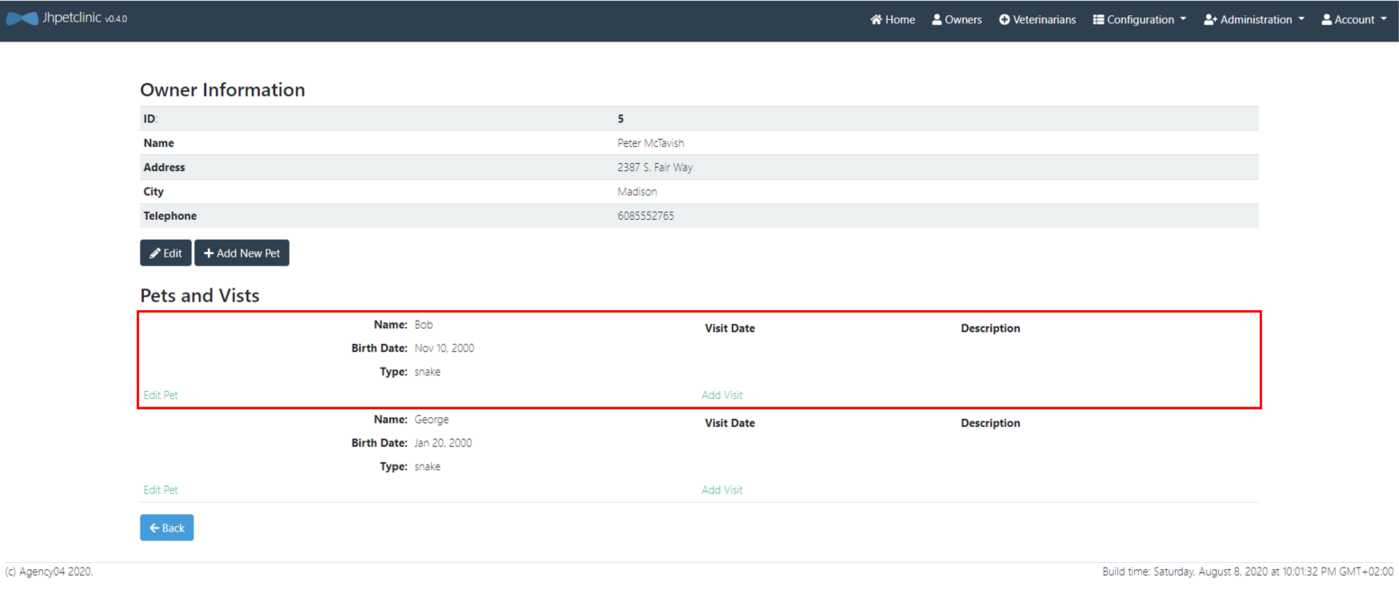 Jhpetclinic v0.4.0 Home Owners Veterinarians Configuration Administration Account
Owner Information
ID: 5
Name Peter McTavish
Address 2387 S. Fair Way
City Madison
Telephone 6085552765
Edit + Add New Pet
Pets and Vists
Name: Bob Visit Date Description
Birth Date: Nov 10, 2000
Type: snake
Edit Pet Add Visit
Name: George Visit Date Description
Birth Date: Jan 20, 2000
Type: snake
Edit Pet Add Visit
Back
(c) Agency04 2020. Build time: Saturday, August 8, 2020 at 10:01:32 PM GMT+02:00